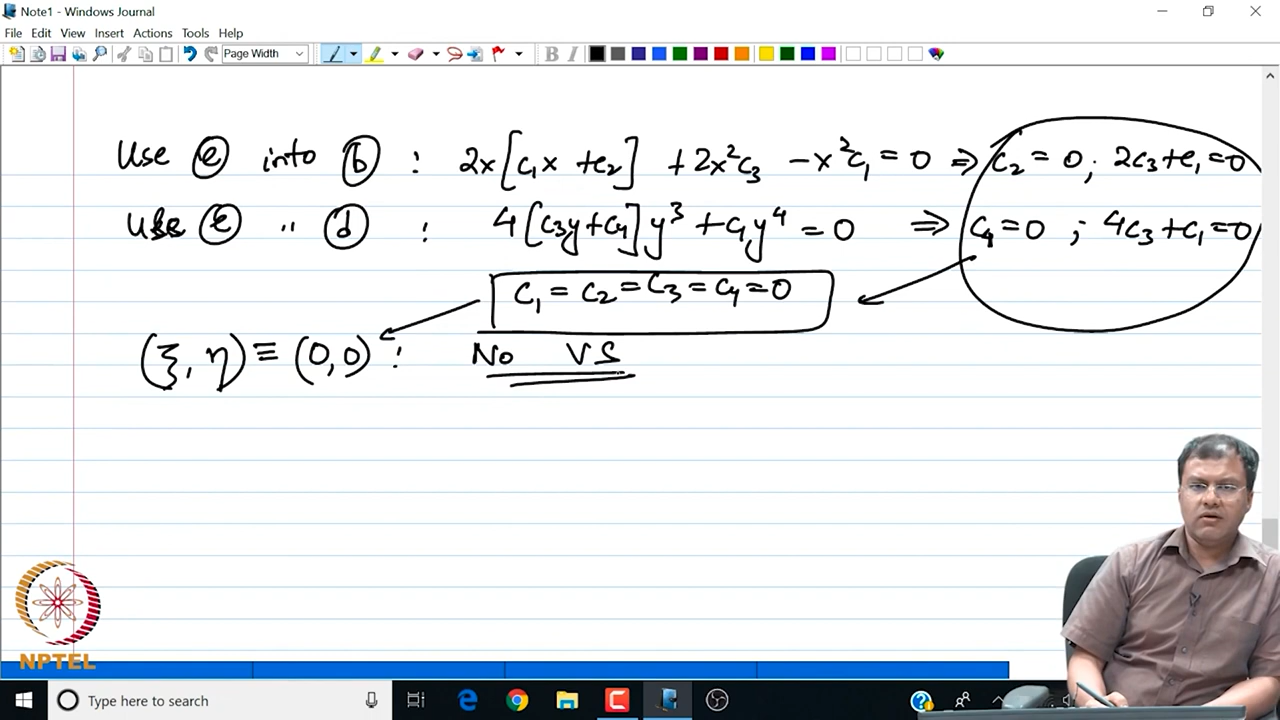 Note1 - Windows Journal
File Edit View Insert Actions Tools Help
Page Width B I
Use ⓔ into ⓑ : 2x[c₁x + c₂] + 2x²c₃ - x²c₁ = 0 ⇒ c₂ = 0 ; 2c₃ + c₁ = 0
Use ⓔ " ⓓ : 4[c₃y + c₄]y³ + c₁y⁴ = 0 ⇒ c₄ = 0 ; 4c₃ + c₁ = 0
c₁ = c₂ = c₃ = c₄ = 0
(ξ, η) ≡ (0,0) : No VS
NPTEL
Type here to search